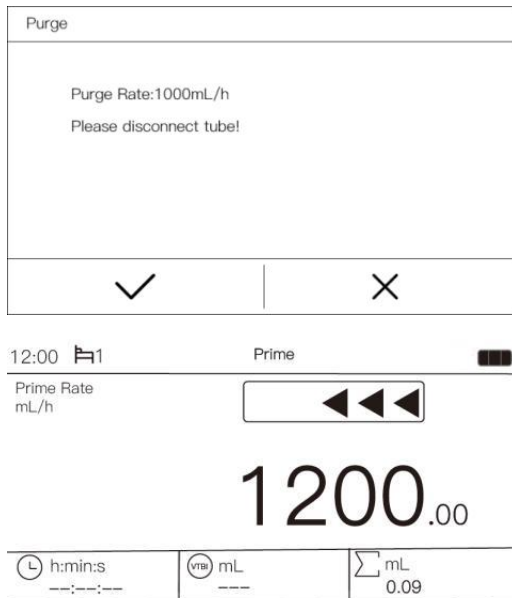 Purge
Purge Rate:1000mL/h
Please disconnect tube!
12:00 1 Prime
Prime Rate
mL/h
1200.00
h:min:s VTBI mL mL
--:--:-- --- 0.09